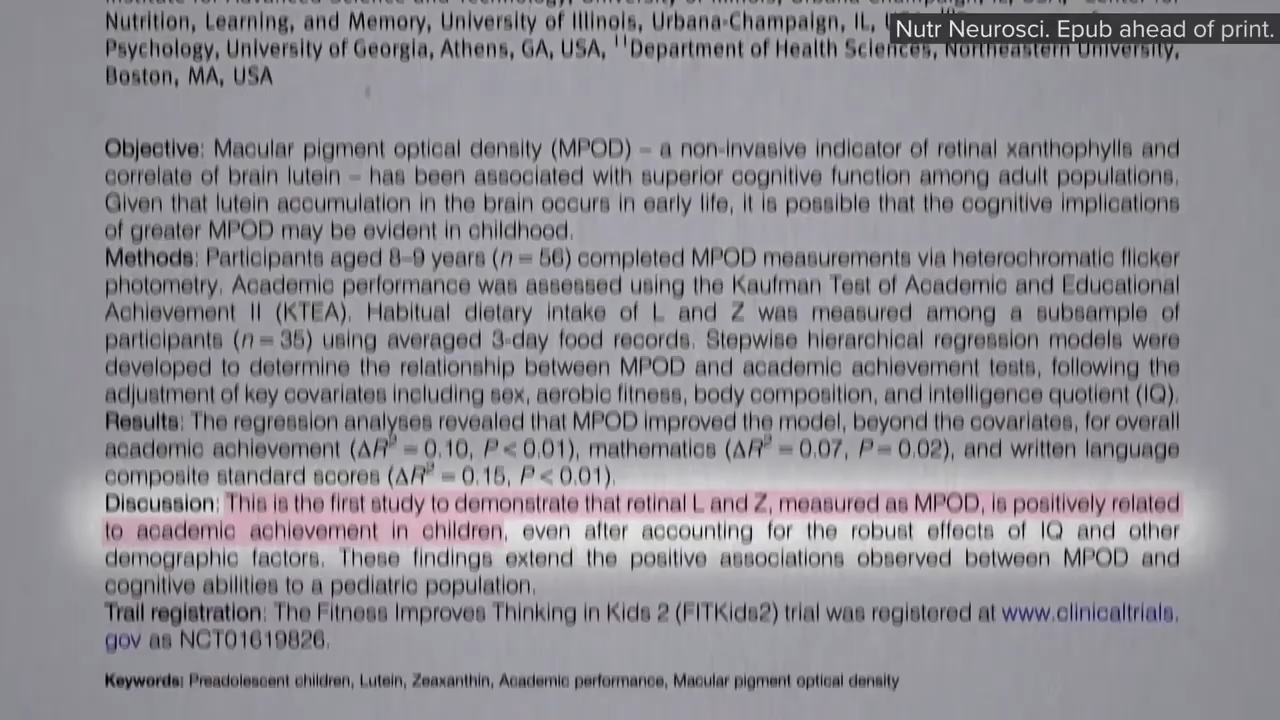 Nutr Neurosci. Epub ahead of print.
Nutrition, Learning, and Memory, University of Illinois, Urbana-Champaign, IL,
Psychology, University of Georgia, Athens, GA, USA, ¹¹Department of Health Sciences, Northeastern University,
Boston, MA, USA
Objective: Macular pigment optical density (MPOD) – a non-invasive indicator of retinal xanthophylls and
correlate of brain lutein – has been associated with superior cognitive function among adult populations.
Given that lutein accumulation in the brain occurs in early life, it is possible that the cognitive implications
of greater MPOD may be evident in childhood.
Methods: Participants aged 8–9 years (n = 56) completed MPOD measurements via heterochromatic flicker
photometry. Academic performance was assessed using the Kaufman Test of Academic and Educational
Achievement II (KTEA). Habitual dietary intake of L and Z was measured among a subsample of
participants (n = 35) using averaged 3-day food records. Stepwise hierarchical regression models were
developed to determine the relationship between MPOD and academic achievement tests, following the
adjustment of key covariates including sex, aerobic fitness, body composition, and intelligence quotient (IQ).
Results: The regression analyses revealed that MPOD improved the model, beyond the covariates, for overall
academic achievement (ΔR² = 0.10, P < 0.01), mathematics (ΔR² = 0.07, P = 0.02), and written language
composite standard scores (ΔR² = 0.15, P < 0.01).
Discussion: This is the first study to demonstrate that retinal L and Z, measured as MPOD, is positively related
to academic achievement in children, even after accounting for the robust effects of IQ and other
demographic factors. These findings extend the positive associations observed between MPOD and
cognitive abilities to a pediatric population.
Trail registration: The Fitness Improves Thinking in Kids 2 (FITKids2) trial was registered at www.clinicaltrials.
gov as NCT01619826.
Keywords: Preadolescent children, Lutein, Zeaxanthin, Academic performance, Macular pigment optical density